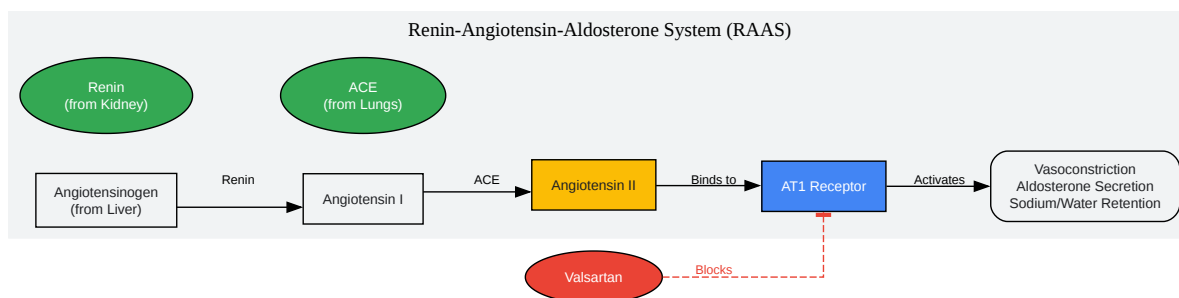 Renin-Angiotensin-Aldosterone System (RAAS)
Renin
(from Kidney)
ACE
(from Lungs)
Angiotensinogen
(from Liver)
Renin
Angiotensin I
ACE
Angiotensin II
Binds to
AT1 Receptor
Activates
Vasoconstriction
Aldosterone Secretion
Sodium/Water Retention
Valsartan
Blocks